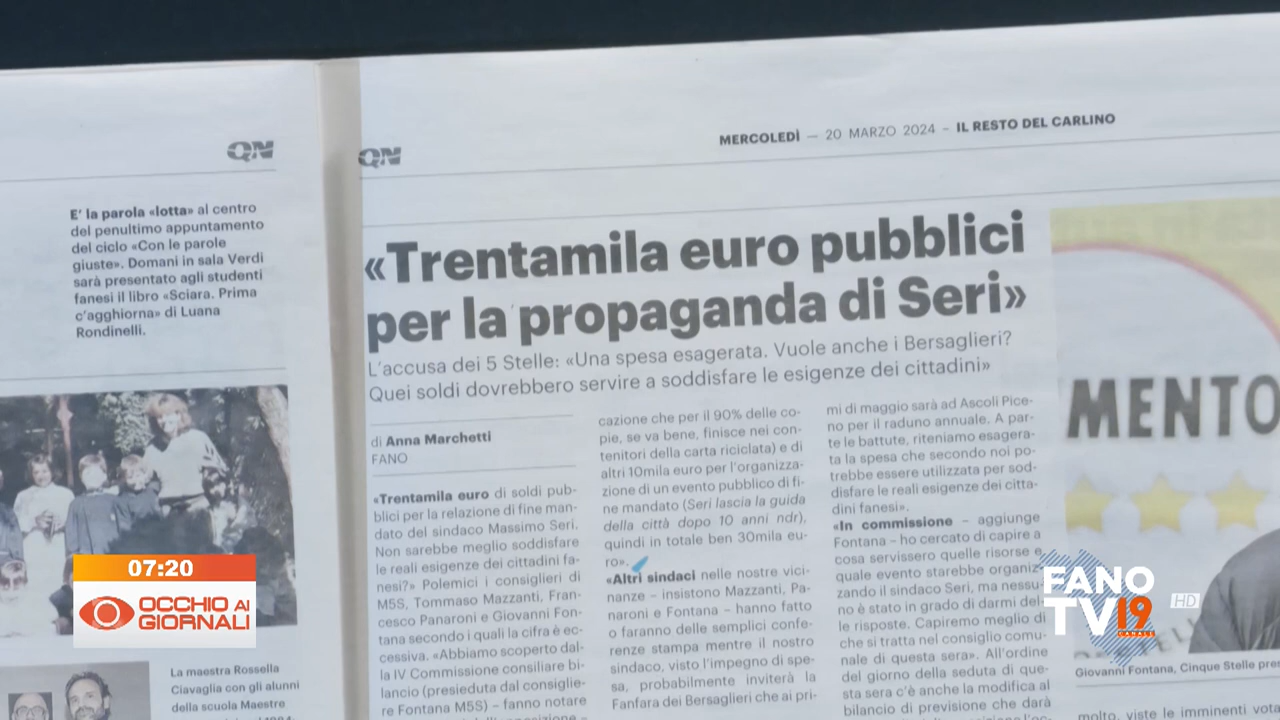 QN
E' la parola «lotta» al centro
del penultimo appuntamento
del ciclo «Con le parole
giuste». Domani in sala Verdi
sarà presentato agli studenti
fanesi il libro «Sciara. Prima
c'agghiorna» di Luana
Rondinelli.
La maestra Rossella
Ciavaglia con gli alunni
della scuola Maestre
QN
MERCOLEDÌ — 20 MARZO 2024 – IL RESTO DEL CARLINO
«Trentamila euro pubblici
per la propaganda di Seri»
L'accusa dei 5 Stelle: «Una spesa esagerata. Vuole anche i Bersaglieri?
Quei soldi dovrebbero servire a soddisfare le esigenze dei cittadini»
di Anna Marchetti
FANO
«Trentamila euro di soldi pub-
blici per la relazione di fine man-
dato del sindaco Massimo Seri.
Non sarebbe meglio soddisfare
le reali esigenze dei cittadini fa-
nesi?» Polemici i consiglieri di
M5S, Tommaso Mazzanti, Fran-
cesco Panaroni e Giovanni Fon-
tana secondo i quali la cifra è ec-
cessiva. «Abbiamo scoperto dal-
la IV Commissione consiliare bi-
lancio (presieduta dal consiglie-
re Fontana M5S) – fanno notare
cazione che per il 90% delle co-
pie, se va bene, finisce nei con-
tenitori della carta riciclata) e di
altri 10mila euro per l'organizza-
zione di un evento pubblico di fi-
ne mandato (Seri lascia la guida
della città dopo 10 anni ndr),
quindi in totale ben 30mila eu-
ro».
«Altri sindaci nelle nostre vici-
nanze – insistono Mazzanti, Pa-
naroni e Fontana – hanno fatto
o faranno delle semplici confe-
renze stampa mentre il nostro
sindaco, visto l'impegno di spe-
sa, probabilmente inviterà la
Fanfara dei Bersaglieri che ai pri-
mi di maggio sarà ad Ascoli Pice-
no per il raduno annuale. A par-
te le battute, riteniamo esagera-
ta la spesa che secondo noi po-
trebbe essere utilizzata per sod-
disfare le reali esigenze dei citta-
dini fanesi».
«In commissione – aggiunge
Fontana – ho cercato di capire a
cosa servissero quelle risorse e
quale evento starebbe organiz-
zando il sindaco Seri, ma nessu-
no è stato in grado di darmi del-
le risposte. Capiremo meglio di
che si tratta nel consiglio comu-
nale di questa sera». All'ordine
del giorno della seduta di que-
sta sera c'è anche la modifica al
bilancio di previsione che darà
MENTO
Giovanni Fontana, Cinque Stelle
molto, viste le imminenti
07:20
OCCHIO AI
GIORNALI
FANO
TV19
CANALE
HD